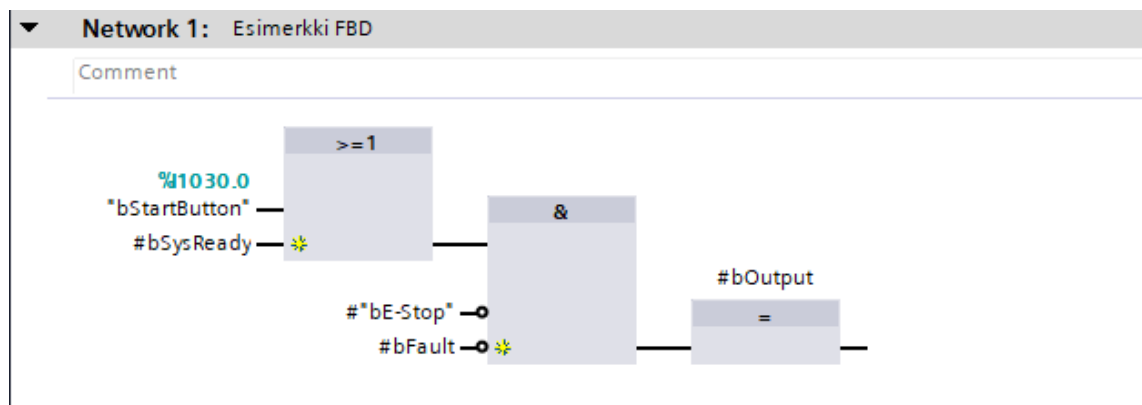 Network 1: Esimerkki FBD
Comment
>=1
%I1030.0
"bStartButton"
#bSysReady
&
#"bE-Stop"
#bFault
#bOutput
=